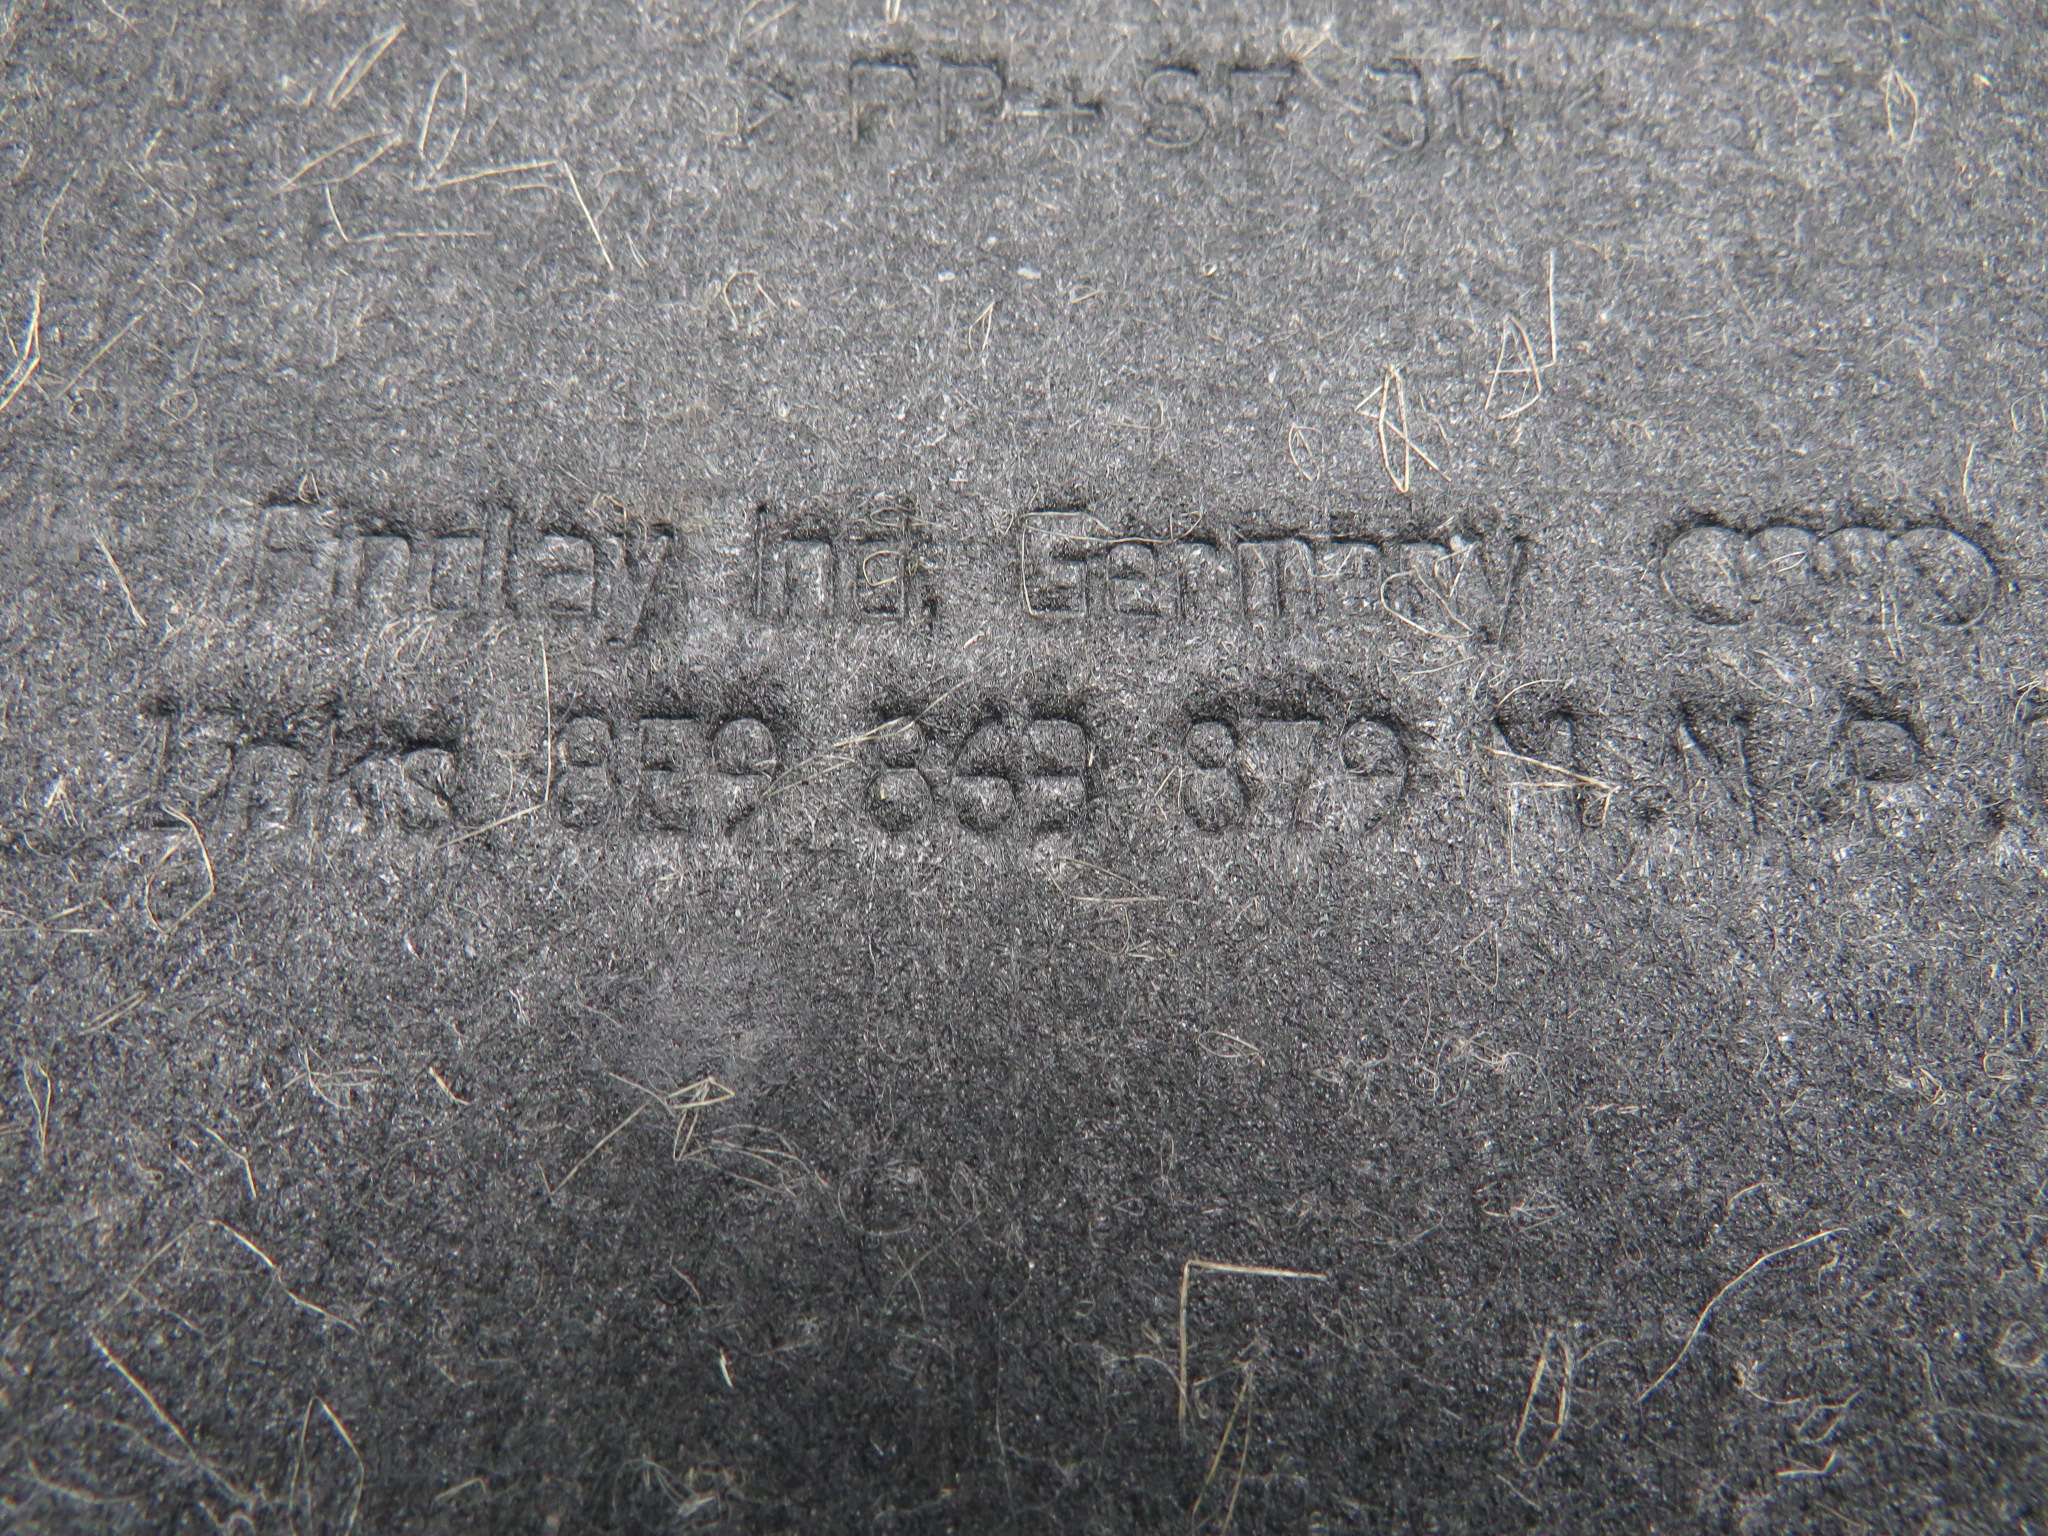 >PP+SF 30<
Findlay Ind. Germany
links 8E9 863 879